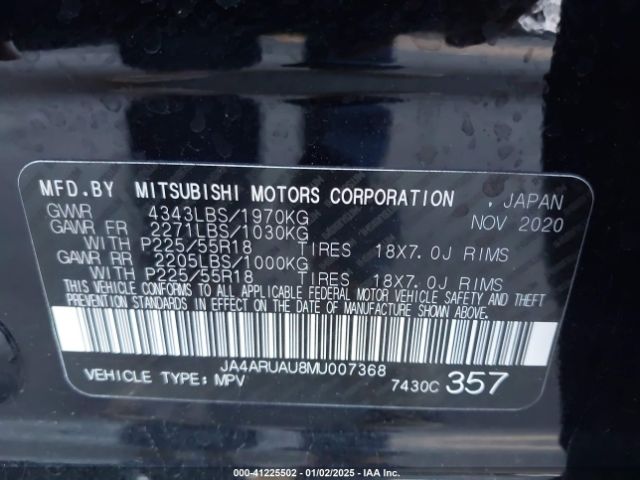 MFD.BY MITSUBISHI MOTORS CORPORATION , JAPAN
GVWR 4343LBS/1970KG NOV 2020
GAWR FR 2271LBS/1030KG
WITH P225/55R18 TIRES 18X7.0J RIMS
GAWR RR 2205LBS/1000KG
WITH P225/55R18 TIRES 18X7.0J RIMS
THIS VEHICLE CONFORMS TO ALL APPLICABLE FEDERAL MOTOR VEHICLE SAFETY AND THEFT
PREVENTION STANDARDS IN EFFECT ON THE DATE OF MANUFACTURE SHOWN ABOVE.
JA4ARUAU8MU007368
VEHICLE TYPE: MPV 7430C 357
000-41225502 - 01/02/2025 - IAA Inc.